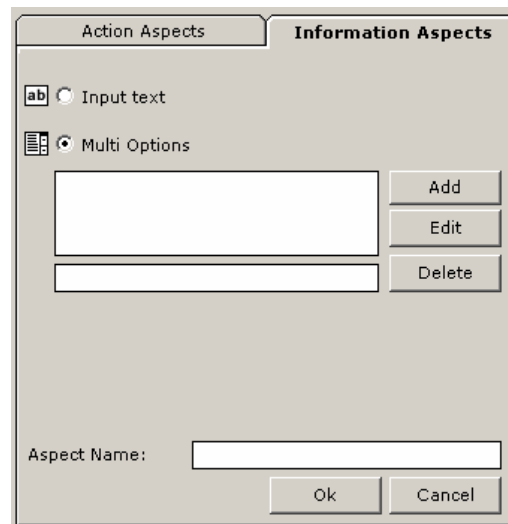 Action Aspects
Information Aspects
ab Input text
Multi Options
Add
Edit
Delete
Aspect Name:
Ok
Cancel